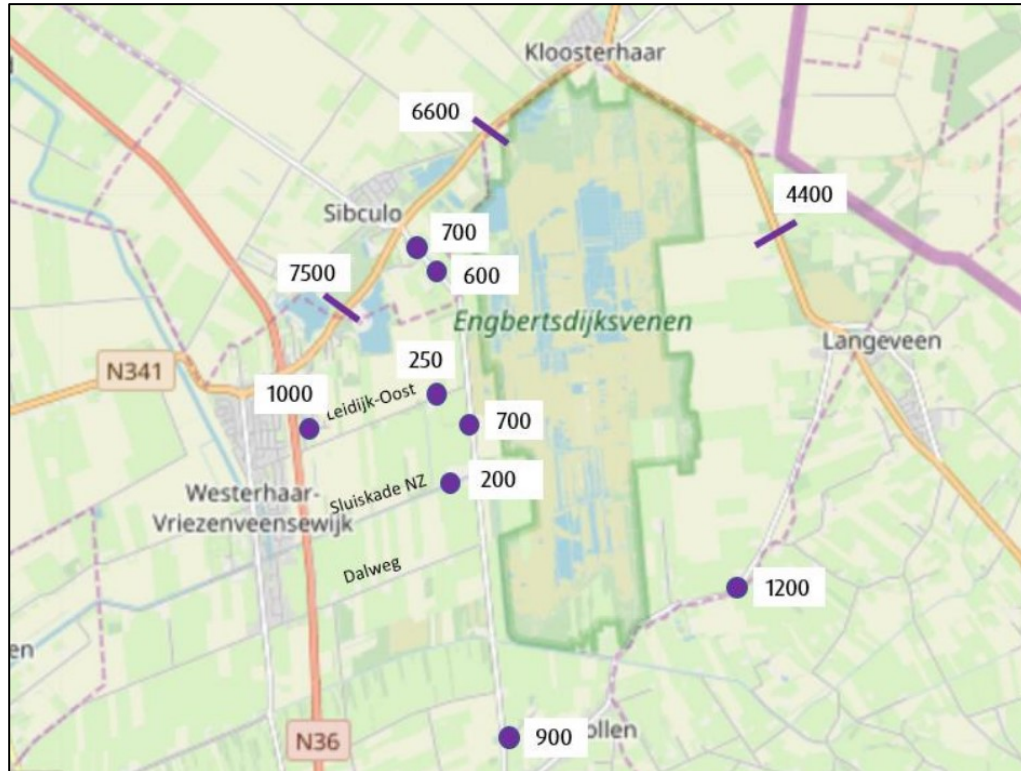 Kloosterhaar
6600
4400
Sibculo
700
600
7500
Engbertsdijksvenen
Langeveen
N341
250
1000
Leidijk-Oost
700
200
Sluiskade NZ
Westerhaar-
Vriezenveensewijk
Dalweg
1200
en
900
ollen
N36